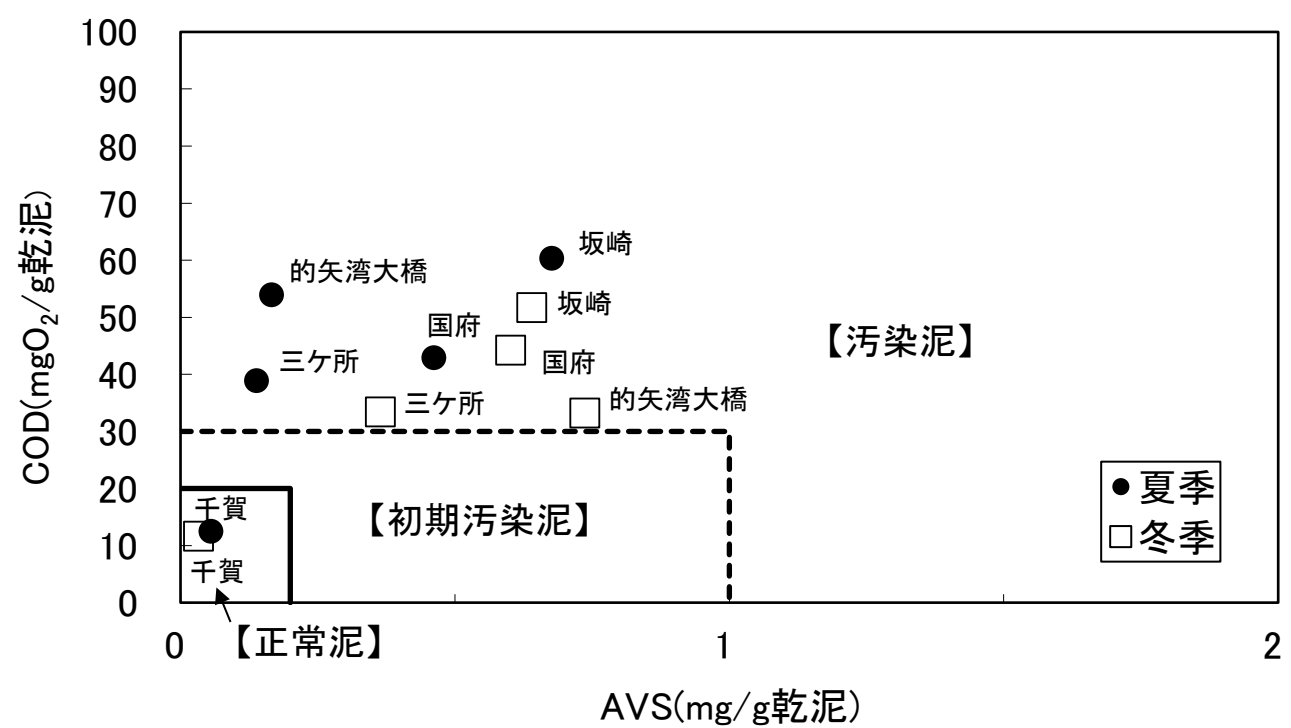 100
90
80
70
60
50
40
30
20
10
0
COD(mgO2/g乾泥)
坂崎
的矢湾大橋
坂崎
国府
国府
三ケ所
三ケ所
的矢湾大橋
【汚染泥】
千賀
【初期汚染泥】
千賀
夏季
冬季
【正常泥】
0
1
2
AVS(mg/g乾泥)